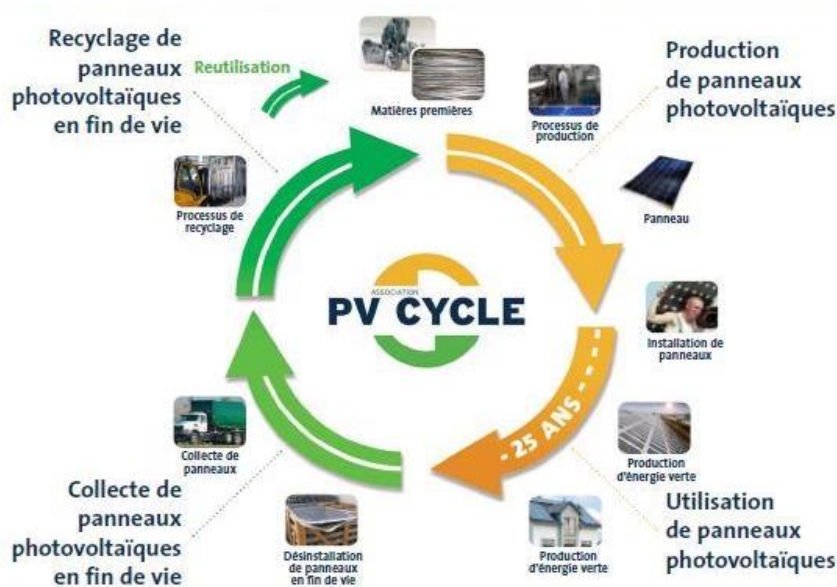 Recyclage de
panneaux
photovoltaïques
en fin de vie
Reutilisation
Matières premières
Processus de
production
Production
de panneaux
photovoltaïques
Panneau
Processus de
recyclage
ASSOCIATION
PV CYCLE
Installation de
panneaux
- 25 ANS -
Production
d'énergie verte
Utilisation
de panneaux
photovoltaïques
Production
d'énergie verte
Désinstallation
de panneaux
en fin de vie
Collecte de
panneaux
Collecte de
panneaux
photovoltaïques
en fin de vie